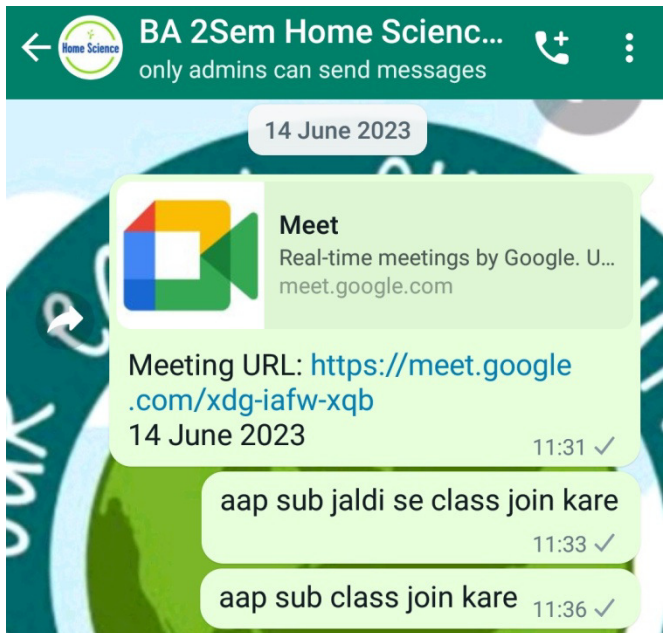 BA 2Sem Home Scienc...
Home Science
only admins can send messages
14 June 2023
Meet
Real-time meetings by Google. U...
meet.google.com
Meeting URL: https://meet.google
.com/xdg-iafw-xqb
14 June 2023
11:31
aap sub jaldi se class join kare
11:33
aap sub class join kare 11:36